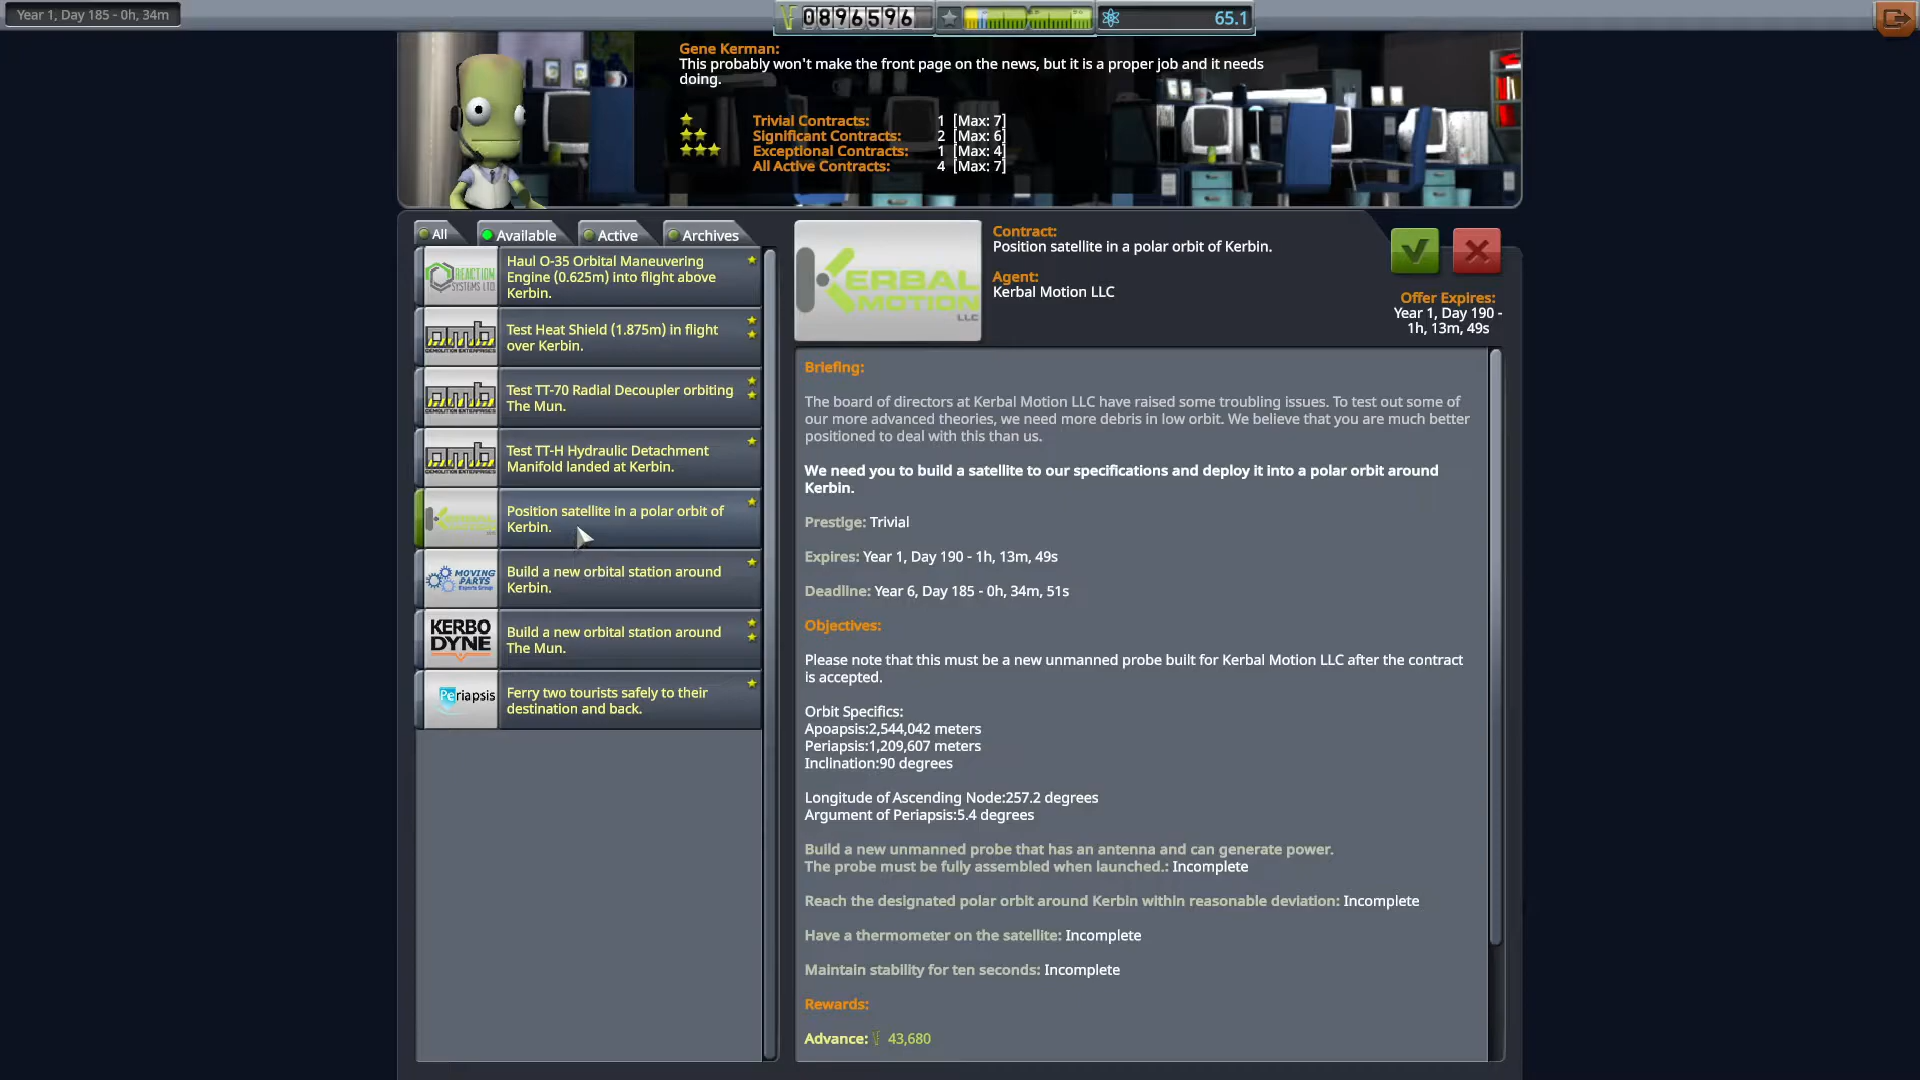 Year 1, Day 185 - 0h, 34m
0896596
65.1
Gene Kerman:
This probably won't make the front page on the news, but it is a proper job and it needs
doing.
Trivial Contracts: 1 [Max: 7]
Significant Contracts: 2 [Max: 6]
Exceptional Contracts: 1 [Max: 4]
All Active Contracts: 4 [Max: 7]
All
Available
Active
Archives
REACTION
SYSTEMS LTD
Haul O-35 Orbital Maneuvering
Engine (0.625m) into flight above
Kerbin.
DEMOLITION ENTERPRISES
Test Heat Shield (1.875m) in flight
over Kerbin.
DEMOLITION ENTERPRISES
Test TT-70 Radial Decoupler orbiting
The Mun.
DEMOLITION ENTERPRISES
Test TT-H Hydraulic Detachment
Manifold landed at Kerbin.
Position satellite in a polar orbit of
Kerbin.
MOVING
PARTS
Experts Group
Build a new orbital station around
Kerbin.
KERBO
DYNE
Build a new orbital station around
The Mun.
Periapsis
Ferry two tourists safely to their
destination and back.
KERBAL
MOTION
LLC
Contract:
Position satellite in a polar orbit of Kerbin.
Agent:
Kerbal Motion LLC
Offer Expires:
Year 1, Day 190 -
1h, 13m, 49s
Briefing:
The board of directors at Kerbal Motion LLC have raised some troubling issues. To test out some of
our more advanced theories, we need more debris in low orbit. We believe that you are much better
positioned to deal with this than us.
We need you to build a satellite to our specifications and deploy it into a polar orbit around
Kerbin.
Prestige: Trivial
Expires: Year 1, Day 190 - 1h, 13m, 49s
Deadline: Year 6, Day 185 - 0h, 34m, 51s
Objectives:
Please note that this must be a new unmanned probe built for Kerbal Motion LLC after the contract
is accepted.
Orbit Specifics:
Apoapsis:2,544,042 meters
Periapsis:1,209,607 meters
Inclination:90 degrees
Longitude of Ascending Node:257.2 degrees
Argument of Periapsis:5.4 degrees
Build a new unmanned probe that has an antenna and can generate power.
The probe must be fully assembled when launched.: Incomplete
Reach the designated polar orbit around Kerbin within reasonable deviation: Incomplete
Have a thermometer on the satellite: Incomplete
Maintain stability for ten seconds: Incomplete
Rewards:
Advance: 43,680